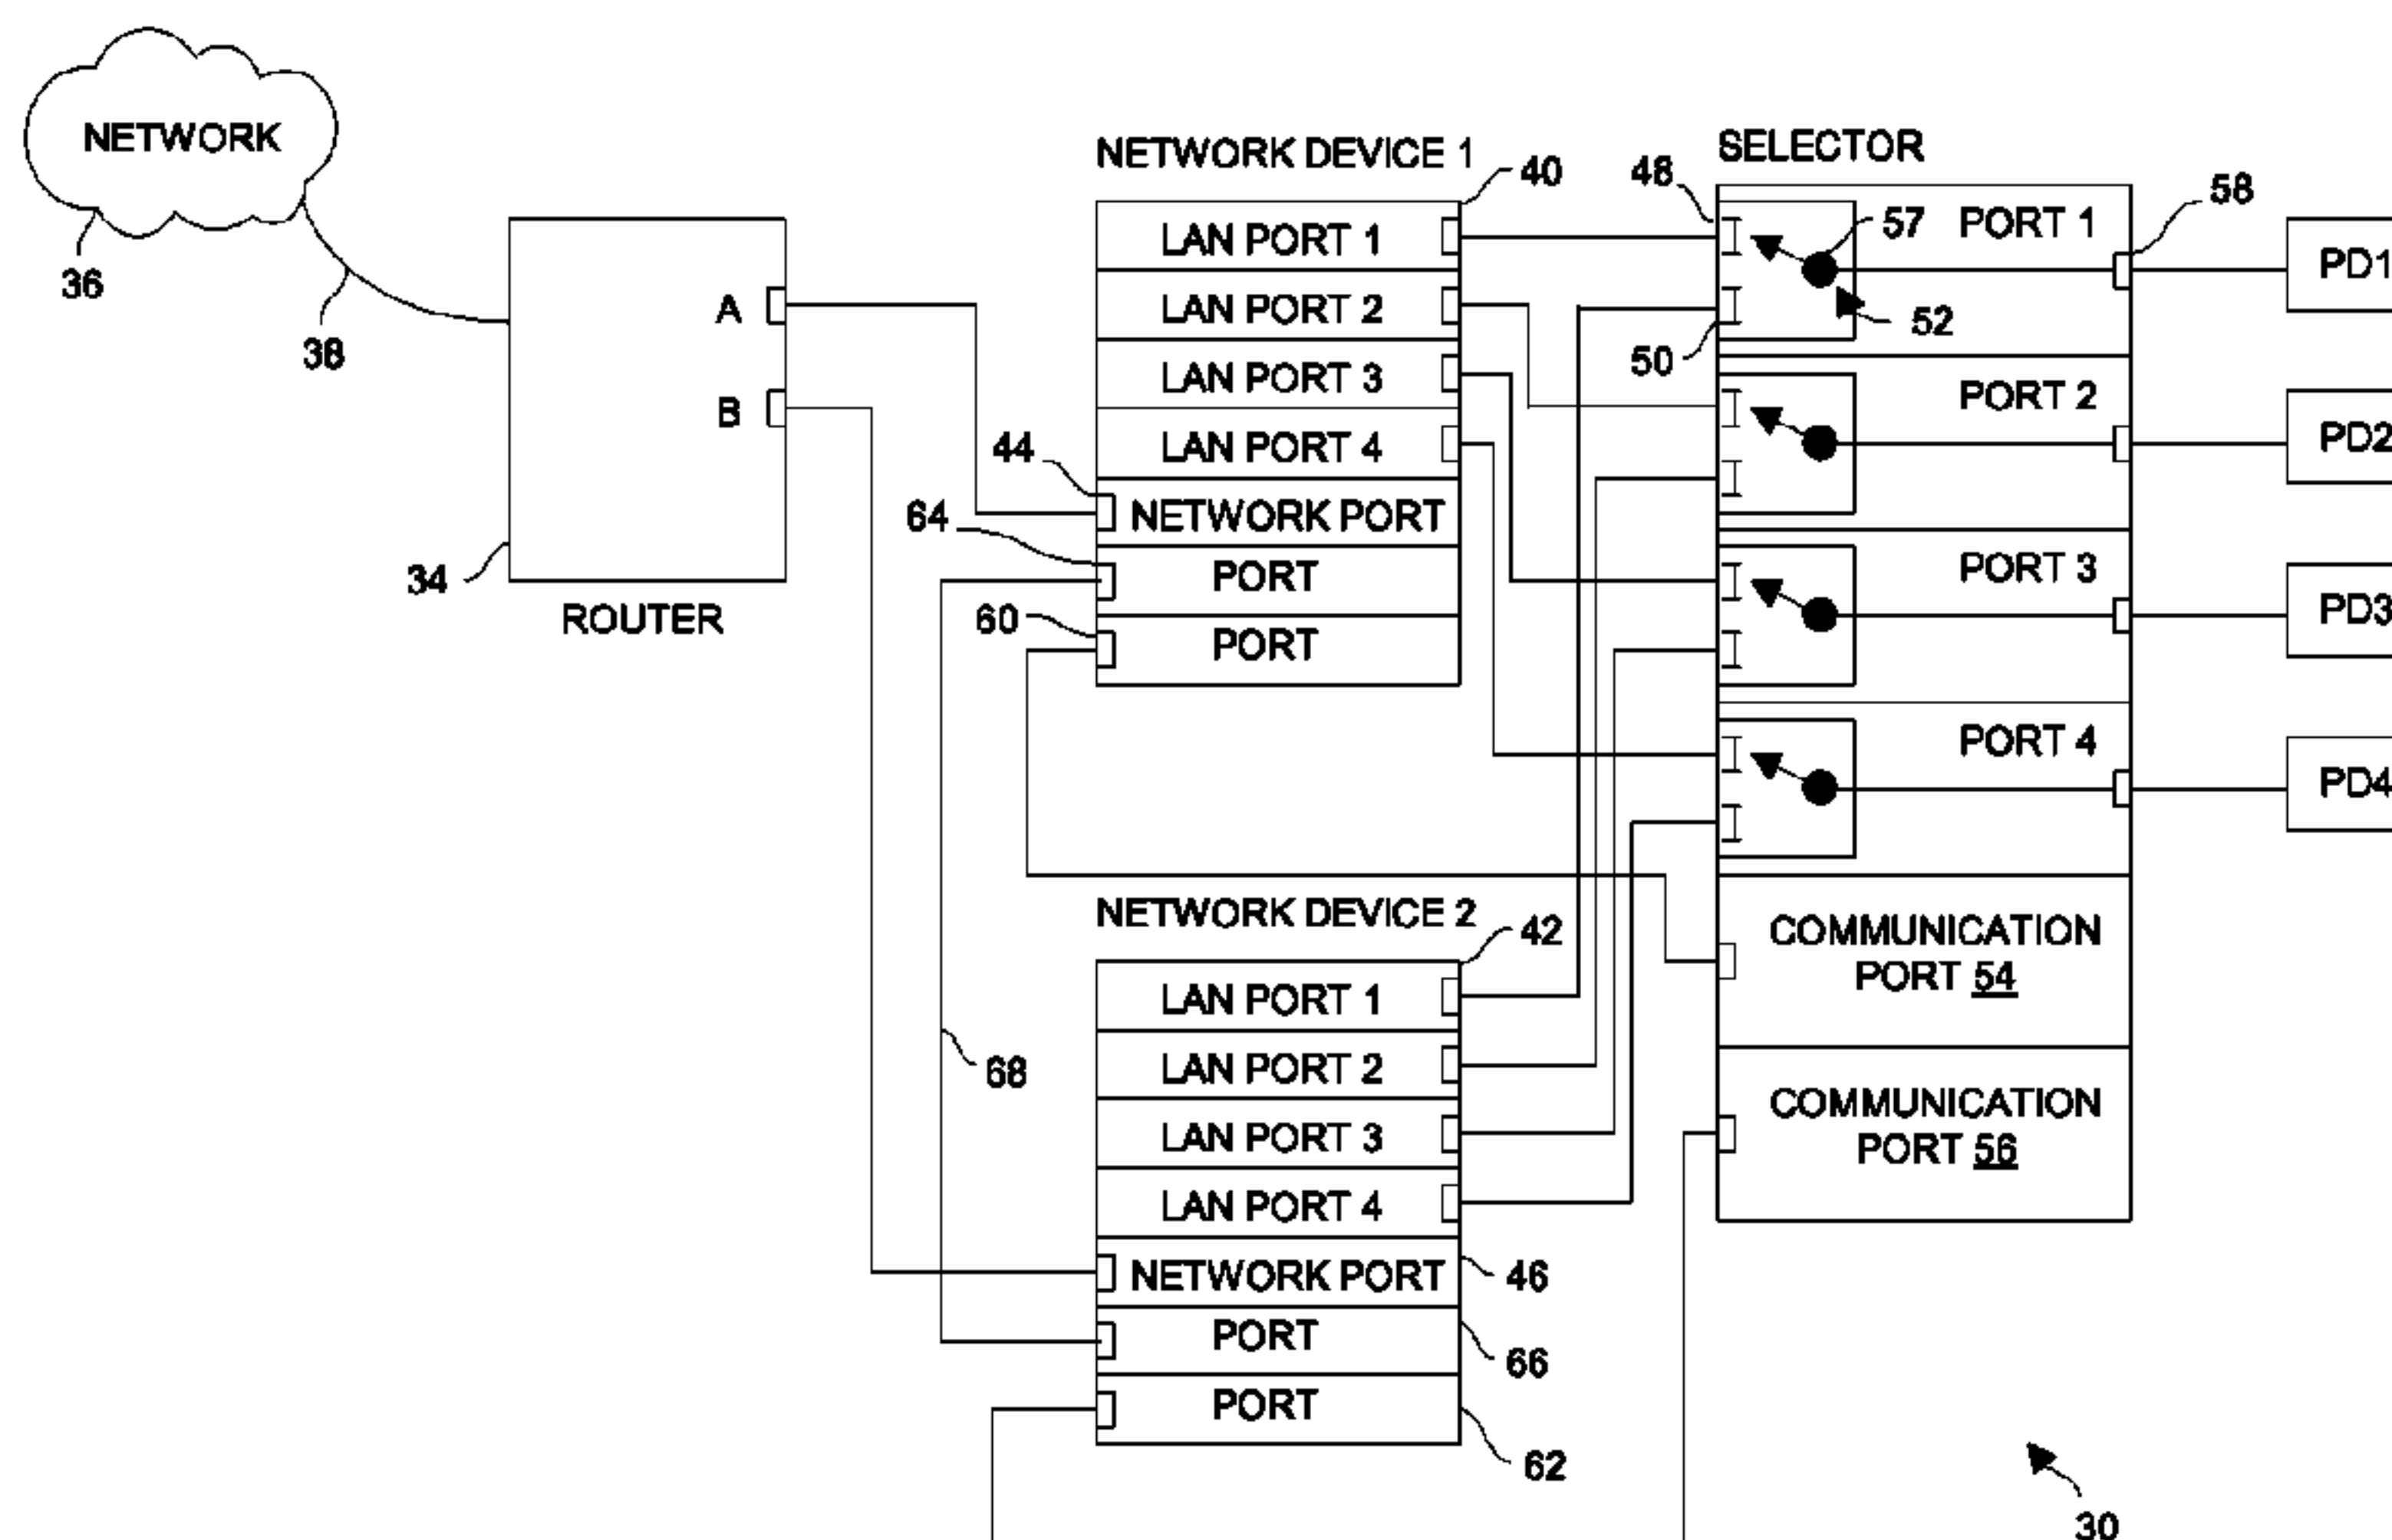 NETWORK
36
38
34
ROUTER
A
B
NETWORK DEVICE 1
40
LAN PORT 1
LAN PORT 2
LAN PORT 3
LAN PORT 4
44
NETWORK PORT
64
PORT
60
PORT
68
NETWORK DEVICE 2
42
LAN PORT 1
LAN PORT 2
LAN PORT 3
LAN PORT 4
NETWORK PORT
46
PORT
66
PORT
62
SELECTOR
48
50
57
52
58
PORT 1
PORT 2
PORT 3
PORT 4
COMMUNICATION
PORT 54
COMMUNICATION
PORT 56
PD1
PD2
PD3
PD4
30